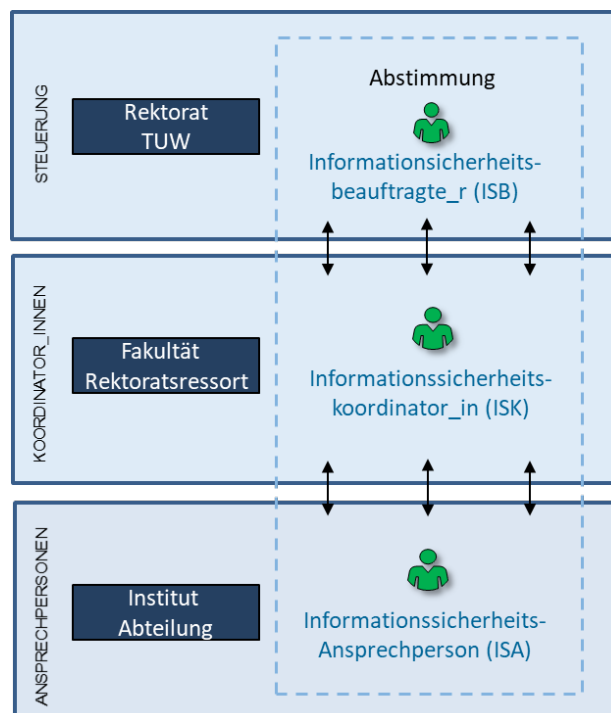 STEUERUNG
Rektorat
TUW
Abstimmung
Informationsicherheits-
beauftragte_r (ISB)
KOORDINATOR_INNEN
Fakultät
Rektoratsressort
Informationssicherheits-
koordinator_in (ISK)
ANSPRECHPERSONEN
Institut
Abteilung
Informationssicherheits-
Ansprechperson (ISA)